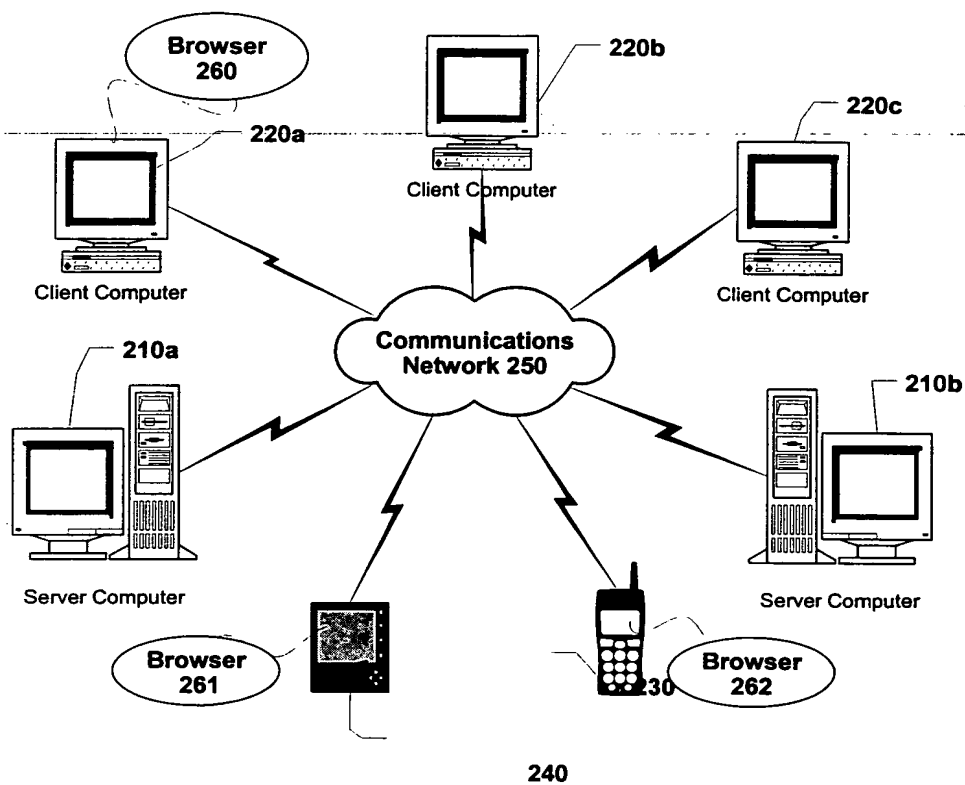 Browser
260
220b
220a
220c
Client Computer
Client Computer
Client Computer
Communications
Network 250
210a
210b
Server Computer
Server Computer
Browser
261
230
Browser
262
240